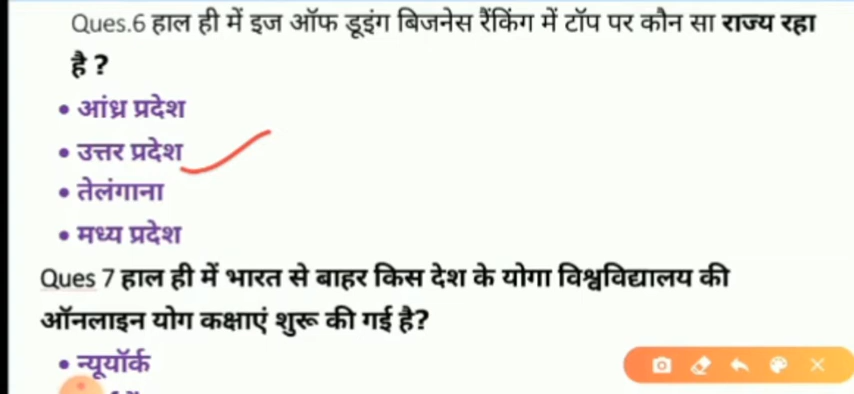 Ques.6 हाल ही में इज ऑफ डूइंग बिजनेस रैंकिंग में टॉप पर कौन सा राज्य रहा
है ?
• आंध्र प्रदेश
• उत्तर प्रदेश
• तेलंगाना
• मध्य प्रदेश
Ques 7 हाल ही में भारत से बाहर किस देश के योगा विश्वविद्यालय की
ऑनलाइन योग कक्षाएं शुरू की गई है?
• न्यूयॉर्क